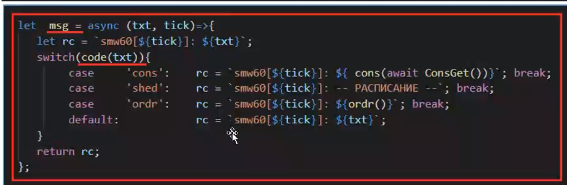 let msg = async (txt, tick)=>{
let rc = `smw60[${tick}]: ${txt}`;
switch(code(txt)){
case 'cons': rc = `smw60[${tick}]: ${ cons(await ConsGet())}`; break;
case 'shed': rc = `smw60[${tick}]: -- РАСПИСАНИЕ --`; break;
case 'ordr': rc = `smw60[${tick}]: ${ordr()}`; break;
default: rc = `smw60[${tick}]: ${txt}`;
}
return rc;
};